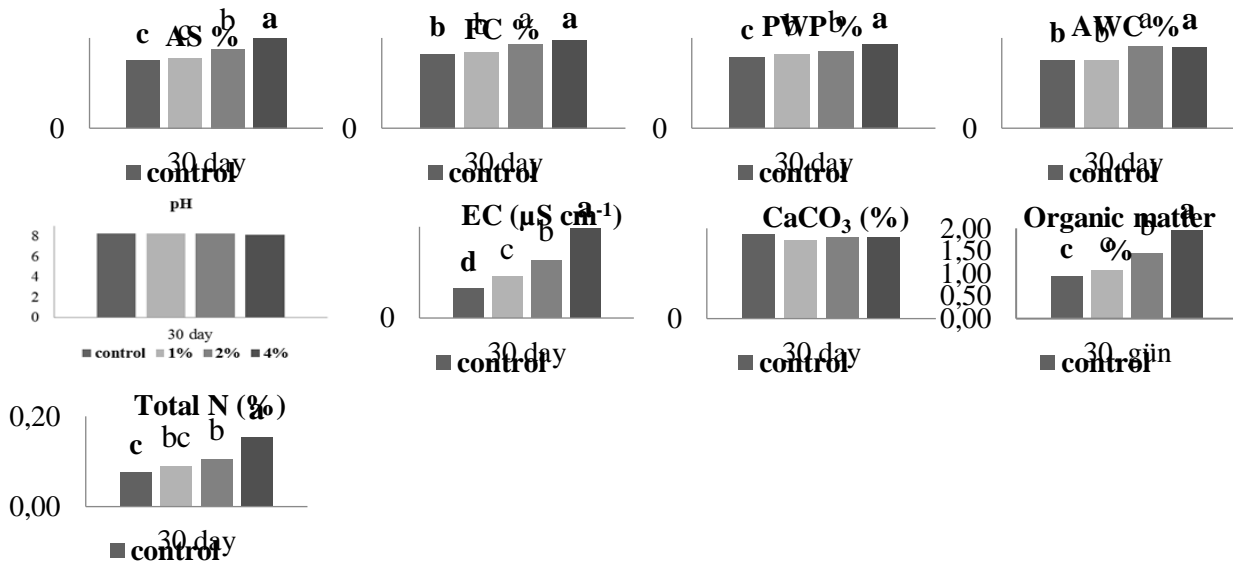 AS %
c c b a
0
30 day
control
FC %
b b a a
0
30 day
control
PWP %
c b b a
0
30 day
control
AWC %
b b a a
0
30 day
control
pH
8
6
4
2
0
30 day
control 1% 2% 4%
EC (µS cm⁻¹)
d c b a
0
30 day
control
CaCO₃ (%)
0
30 day
control
Organic matter
%
c c b a
2,00
1,50
1,00
0,50
0,00
30. gün
control
Total N (%)
c bc b a
0,20
0,00
30 day
control